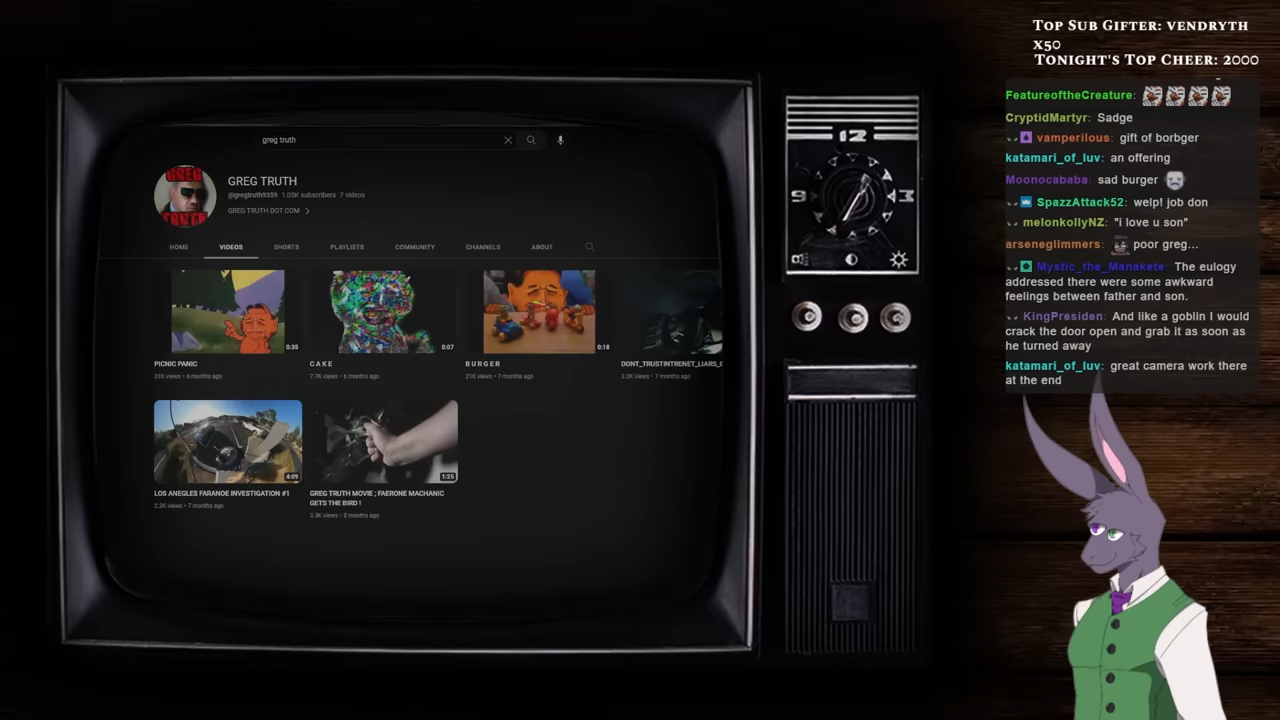 Top Sub Gifter: vendryth
x50
Tonight's Top Cheer: 2000
greg truth
GREG TRUTH
GREG TRUTH
@gregtruth9359 1.05K subscribers 7 videos
GREG TRUTH DOT COM
HOME VIDEOS SHORTS PLAYLISTS COMMUNITY CHANNELS ABOUT
0:35
0:07
0:18
PICNIC PANIC
31K views • 6 months ago
C A K E
7.7K views • 6 months ago
B U R G E R
21K views • 7 months ago
DONT_TRUSTINTRENET_LIARS_
3.2K views • 7 months ago
4:09
1:25
LOS ANEGLES FARANOE INVESTIGATION #1
2.3K views • 7 months ago
GREG TRUTH MOVIE ; FAERONE MACHANIC
GETS THE BIRD !
3.3K views • 8 months ago
12
9
3
FeatureoftheCreature:
CryptidMartyr: Sadge
vamperilous: gift of borbger
katamari_of_luv: an offering
Moonocababa: sad burger
SpazzAttack52: welp! job don
melonkollyNZ: "i love u son"
arseneglimmers: poor greg...
Mystic_the_Manakete: The eulogy
addressed there were some awkward
feelings between father and son.
KingPresiden: And like a goblin I would
crack the door open and grab it as soon as
he turned away
katamari_of_luv: great camera work there
at the end